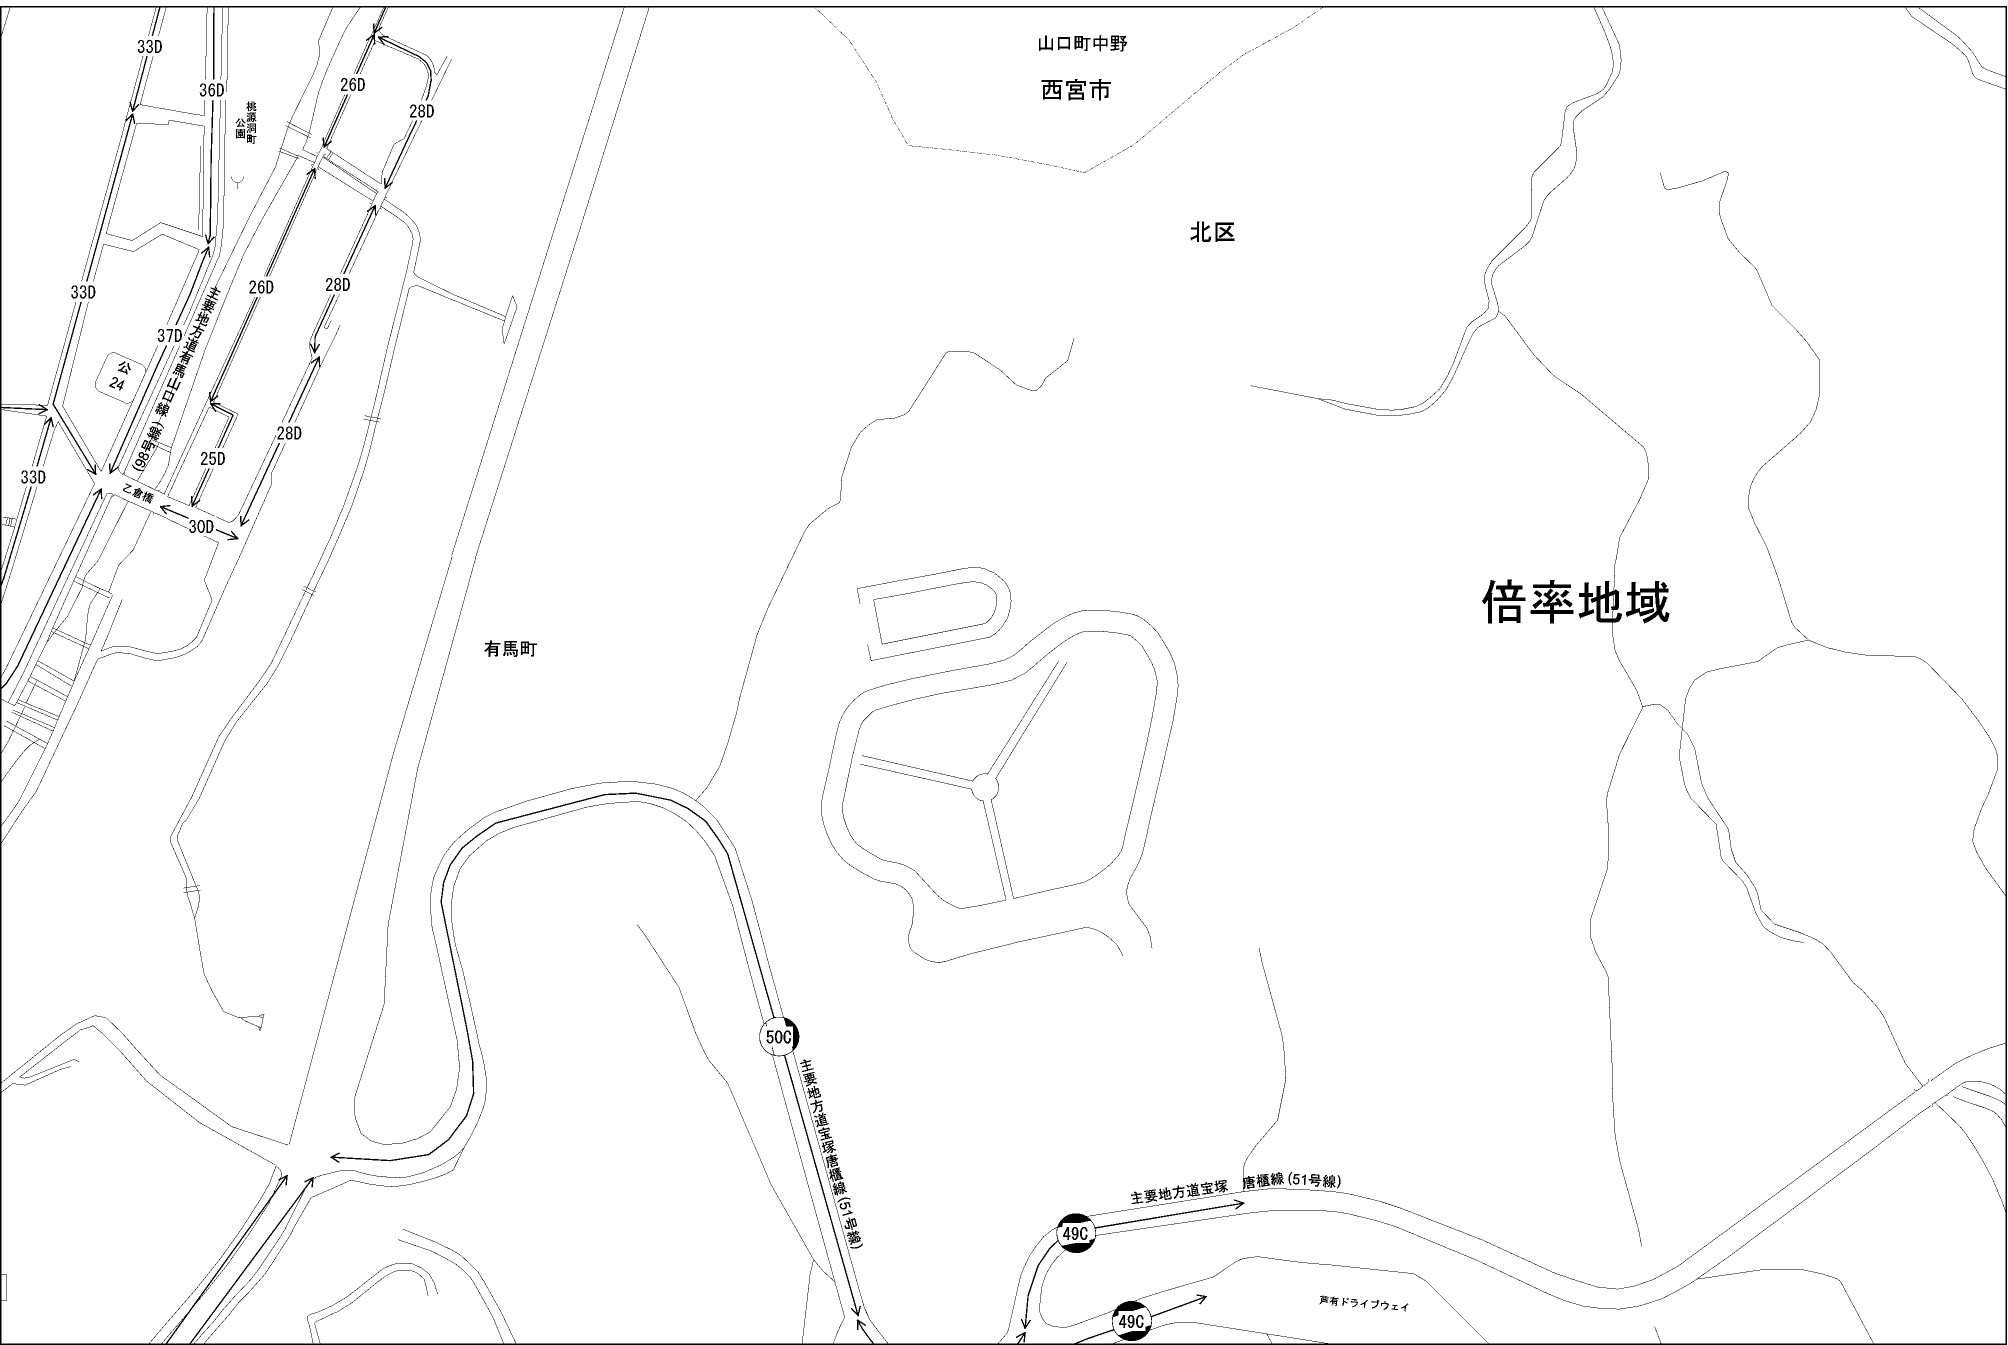 33D
36D
26D
28D
山口町中野
西宮市
桃源洞町
公園
北区
33D
26D
28D
37D
主要地方道有馬山口線(98号線)
公
24
28D
25D
33D
乙倉橋
30D
倍率地域
有馬町
50C
主要地方道宝塚唐櫃線(51号線)
主要地方道宝塚 唐櫃線(51号線)
49C
49C
芦有ドライブウェイ